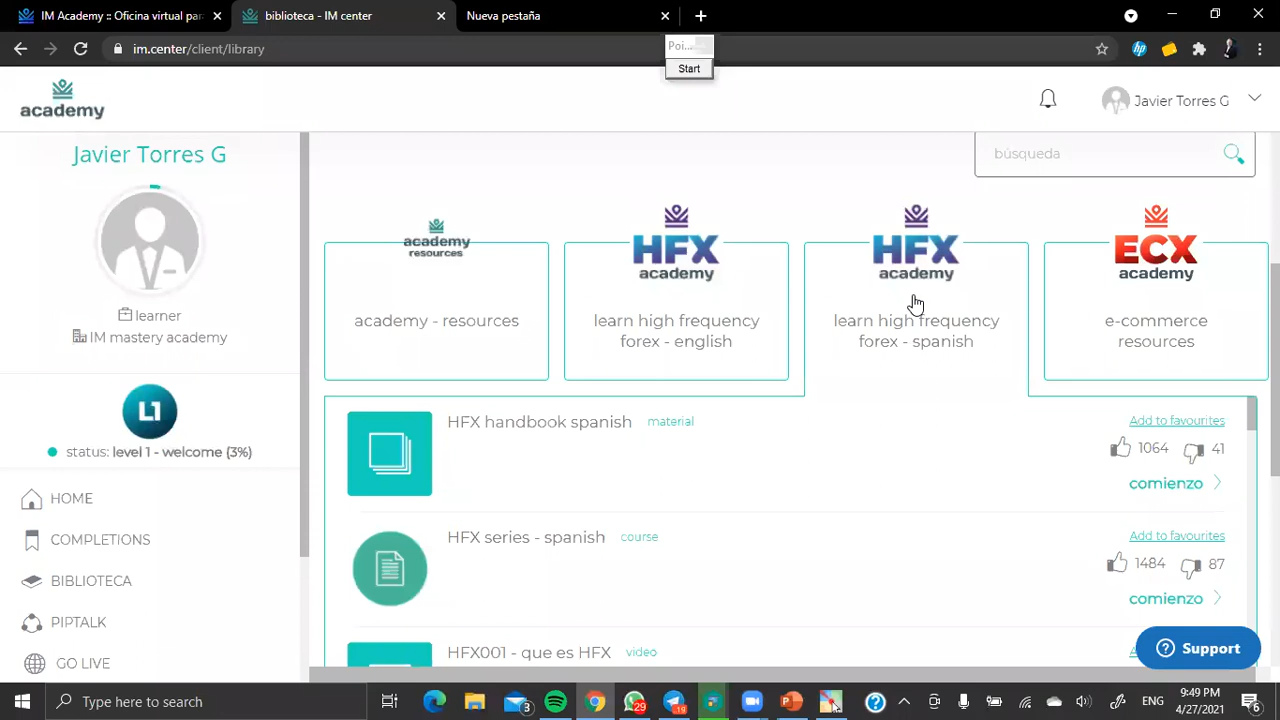 IM Academy :: Oficina virtual par
biblioteca - IM center
Nueva pestaña
im.center/client/library
Poi...
Start
academy
Javier Torres G
Javier Torres G
learner
IM mastery academy
L1
status: level 1 - welcome (3%)
HOME
COMPLETIONS
BIBLIOTECA
PIPTALK
GO LIVE
búsqueda
academy
resources
academy - resources
HFX
academy
learn high frequency
forex - english
HFX
academy
learn high frequency
forex - spanish
ECX
academy
e-commerce
resources
HFX handbook spanish material
Add to favourites
1064 41
comienzo
HFX series - spanish course
Add to favourites
1484 87
comienzo
HFX001 - que es HFX video
Support
Type here to search
3
29
19
ENG
9:49 PM
4/27/2021
6